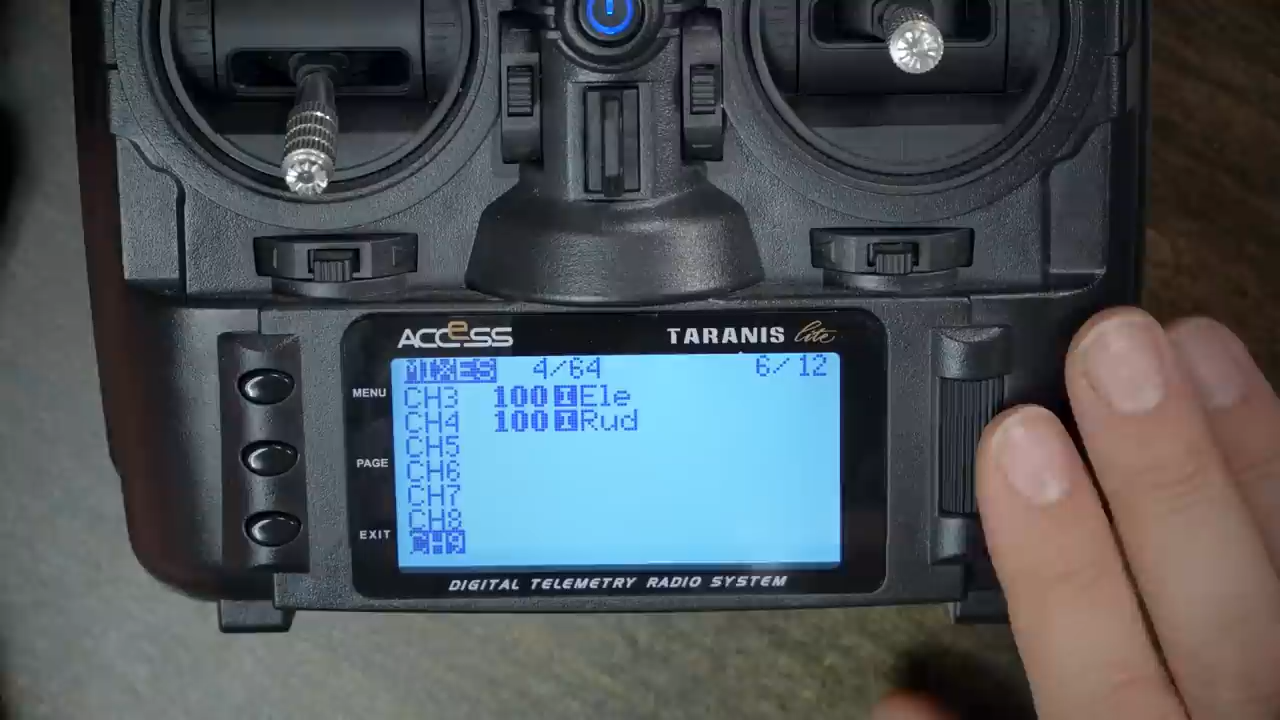 ACCESS TARANIS lite
MIXES 4/64 6/12
MENU
CH3 100 I Ele
CH4 100 I Rud
CH5
PAGE
CH6
CH7
CH8
EXIT
CH9
DIGITAL TELEMETRY RADIO SYSTEM